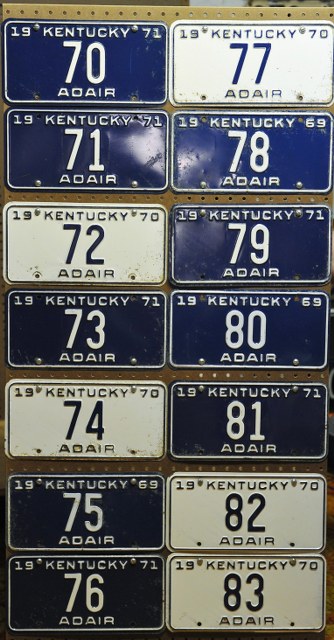 19 KENTUCKY 71
70
ADAIR
19 KENTUCKY 71
71
ADAIR
19 KENTUCKY 70
72
ADAIR
19 KENTUCKY 71
73
ADAIR
19 KENTUCKY 70
74
ADAIR
19 KENTUCKY 69
75
ADAIR
19 KENTUCKY 71
76
ADAIR
19 KENTUCKY 70
77
ADAIR
19 KENTUCKY 69
78
ADAIR
19 KENTUCKY 71
79
ADAIR
19 KENTUCKY 69
80
ADAIR
19 KENTUCKY 71
81
ADAIR
19 KENTUCKY 70
82
ADAIR
19 KENTUCKY 70
83
ADAIR